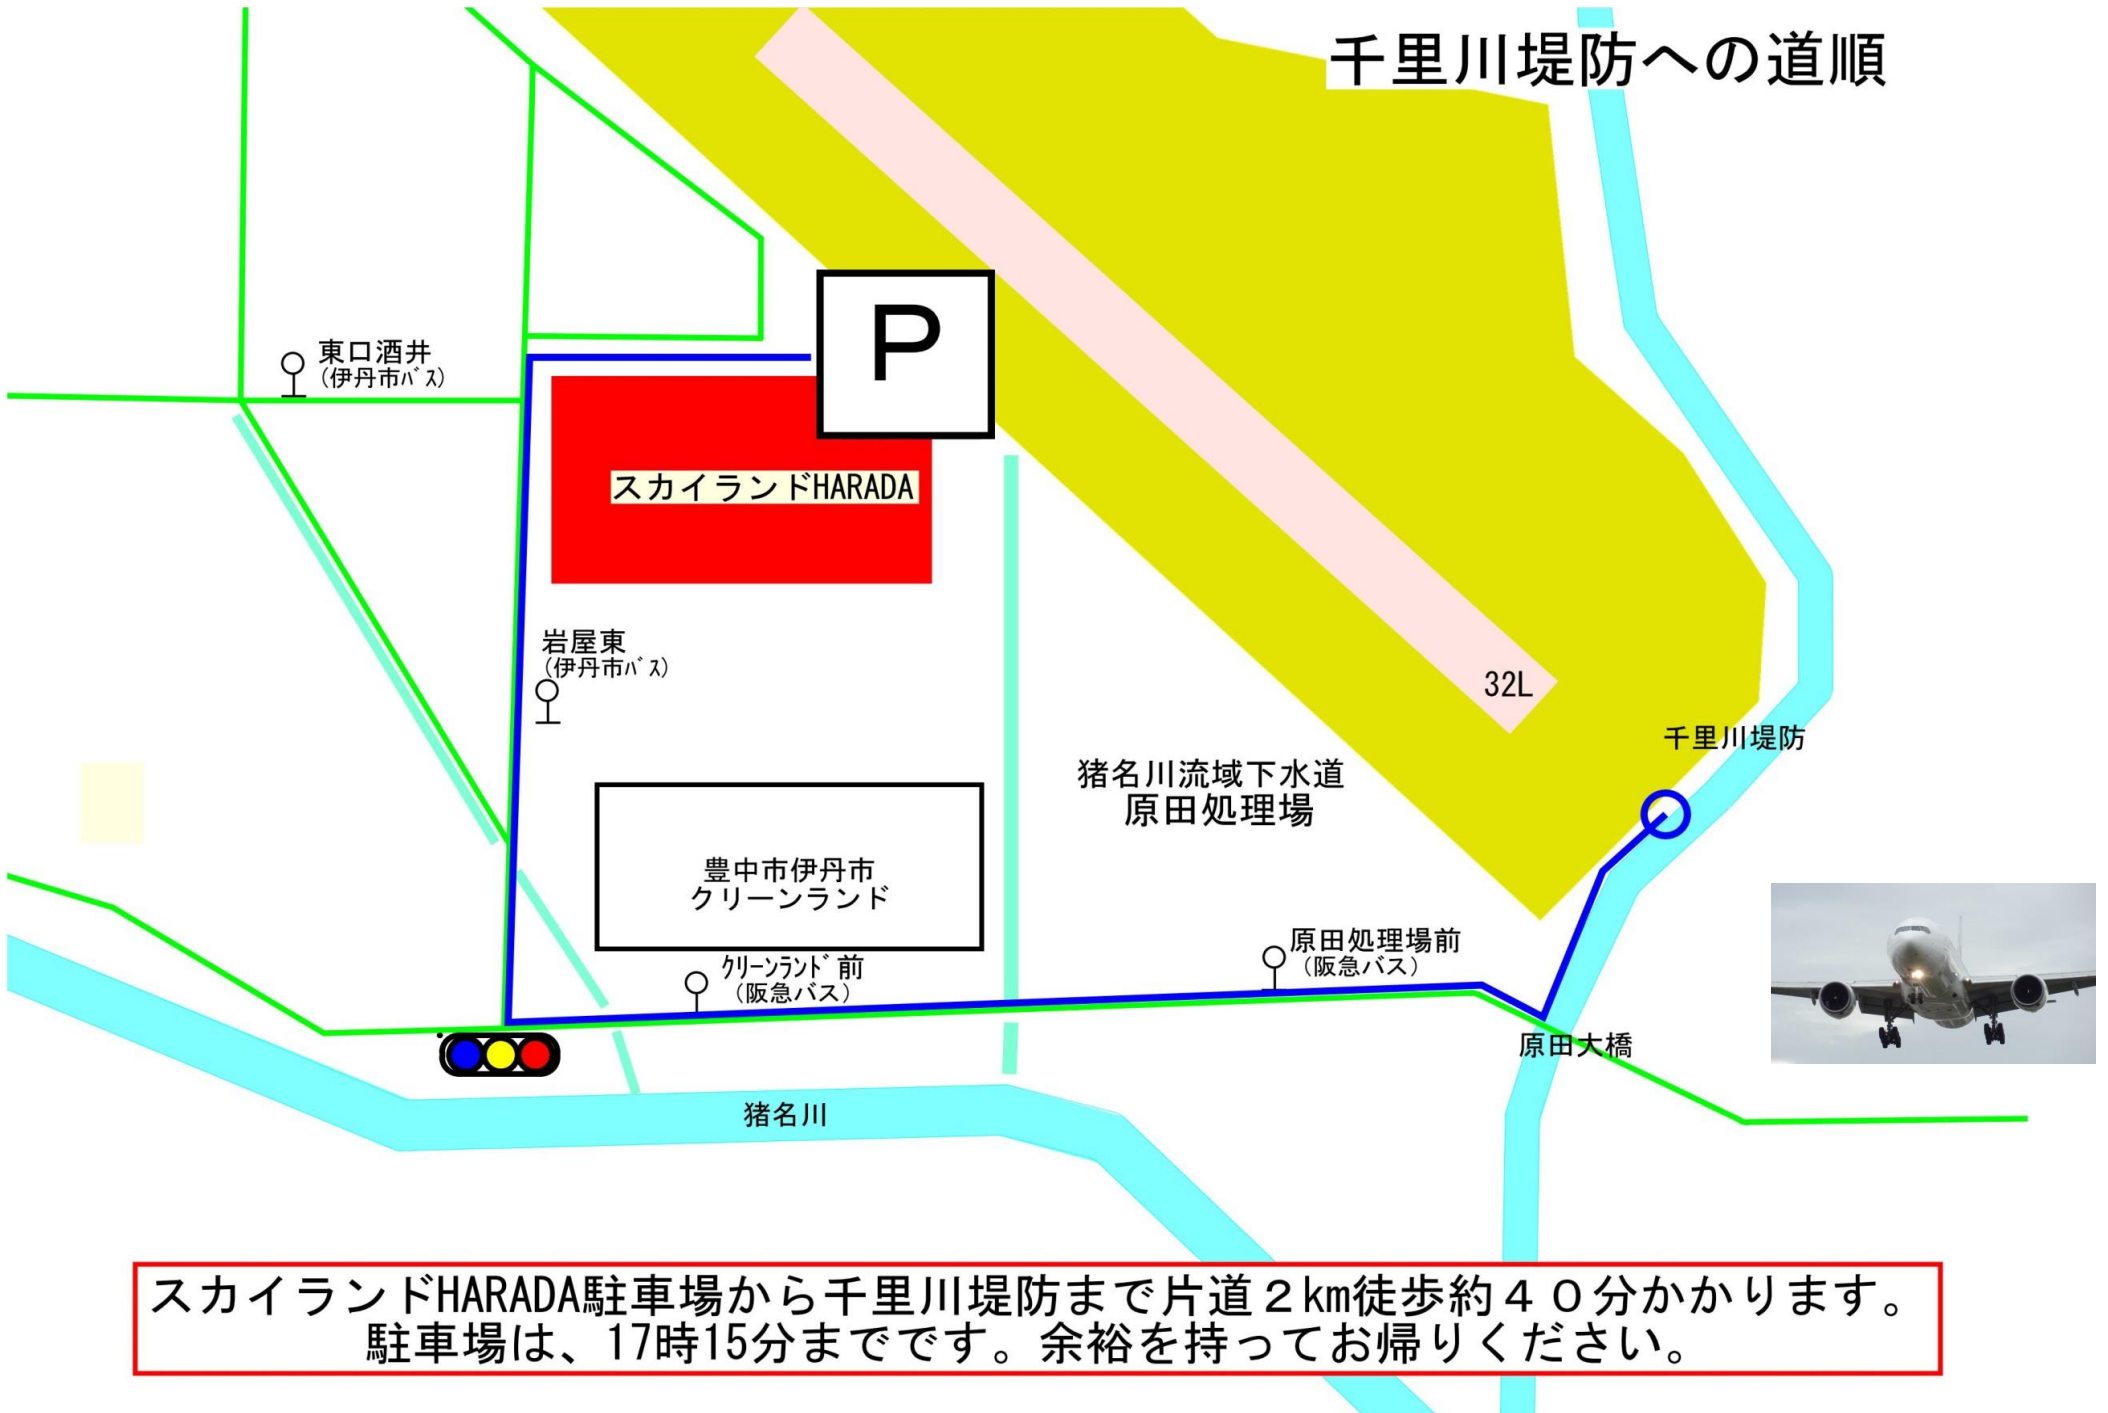 千里川堤防への道順
P
東口酒井
(伊丹市ﾊﾞｽ)
スカイランドHARADA
岩屋東
(伊丹市ﾊﾞｽ)
32L
千里川堤防
猪名川流域下水道
原田処理場
豊中市伊丹市
クリーンランド
原田処理場前
(阪急バス)
ｸﾘｰﾝﾗﾝﾄﾞ前
(阪急バス)
原田大橋
猪名川
スカイランドHARADA駐車場から千里川堤防まで片道２km徒歩約４０分かかります。
駐車場は、17時15分までです。余裕を持ってお帰りください。